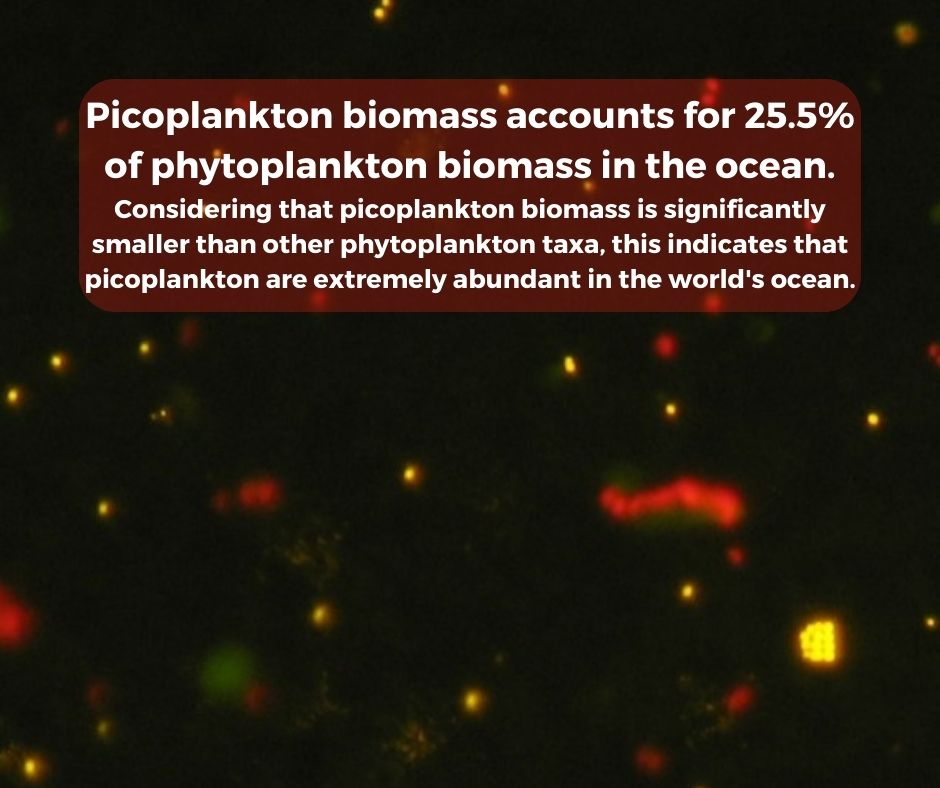 Picoplankton biomass accounts for 25.5%
of phytoplankton biomass in the ocean.
Considering that picoplankton biomass is significantly
smaller than other phytoplankton taxa, this indicates that
picoplankton are extremely abundant in the world's ocean.